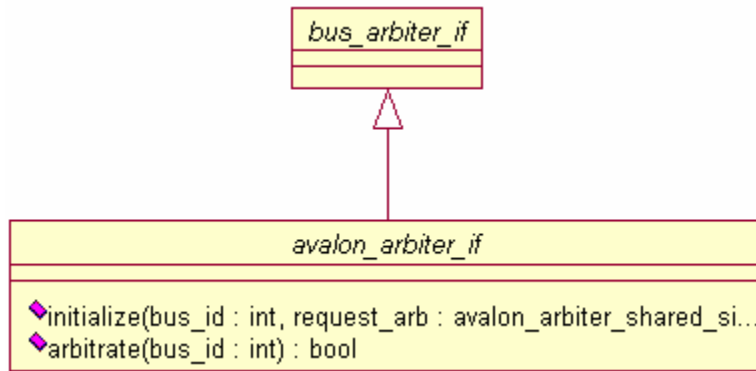 bus_arbiter_if
avalon_arbiter_if
initialize(bus_id : int, request_arb : avalon_arbiter_shared_si...
arbitrate(bus_id : int) : bool